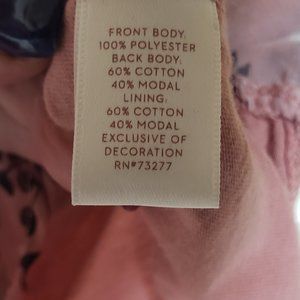 FRONT BODY.
100% POLYESTER
BACK BODY.
60% COTTON
40% MODAL
LINING.
60% COTTON
40% MODAL
EXCLUSIVE OF
DECORATION
RN#73277